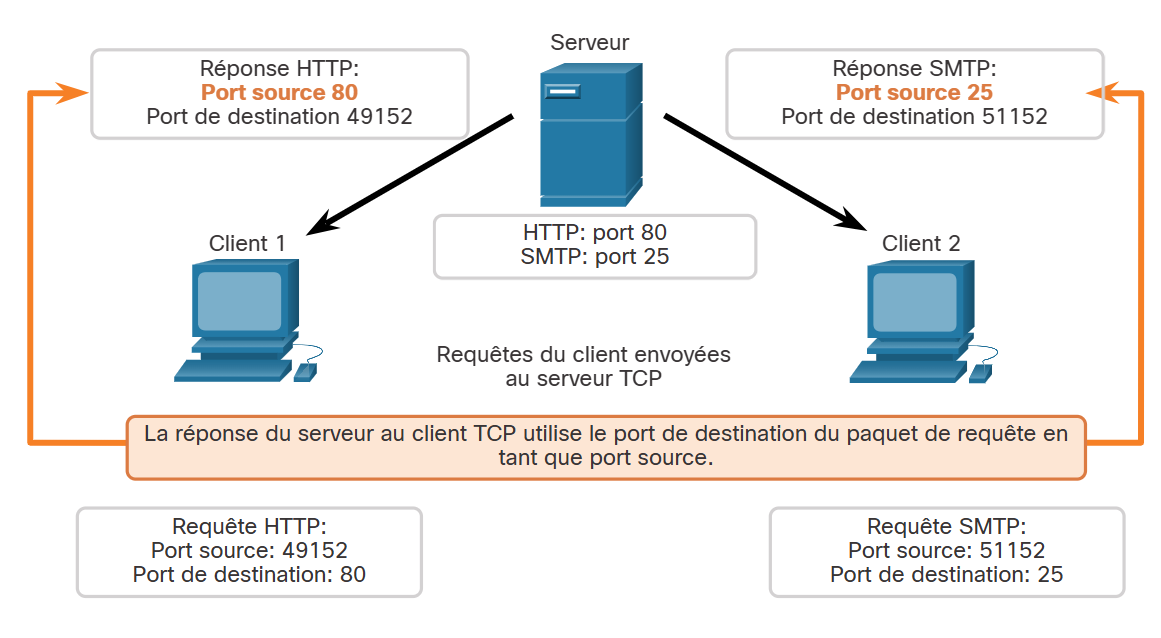 Serveur
Réponse HTTP:
Port source 80
Port de destination 49152
Réponse SMTP:
Port source 25
Port de destination 51152
HTTP: port 80
SMTP: port 25
Client 1
Client 2
Requêtes du client envoyées
au serveur TCP
La réponse du serveur au client TCP utilise le port de destination du paquet de requête en
tant que port source.
Requête HTTP:
Port source: 49152
Port de destination: 80
Requête SMTP:
Port source: 51152
Port de destination: 25